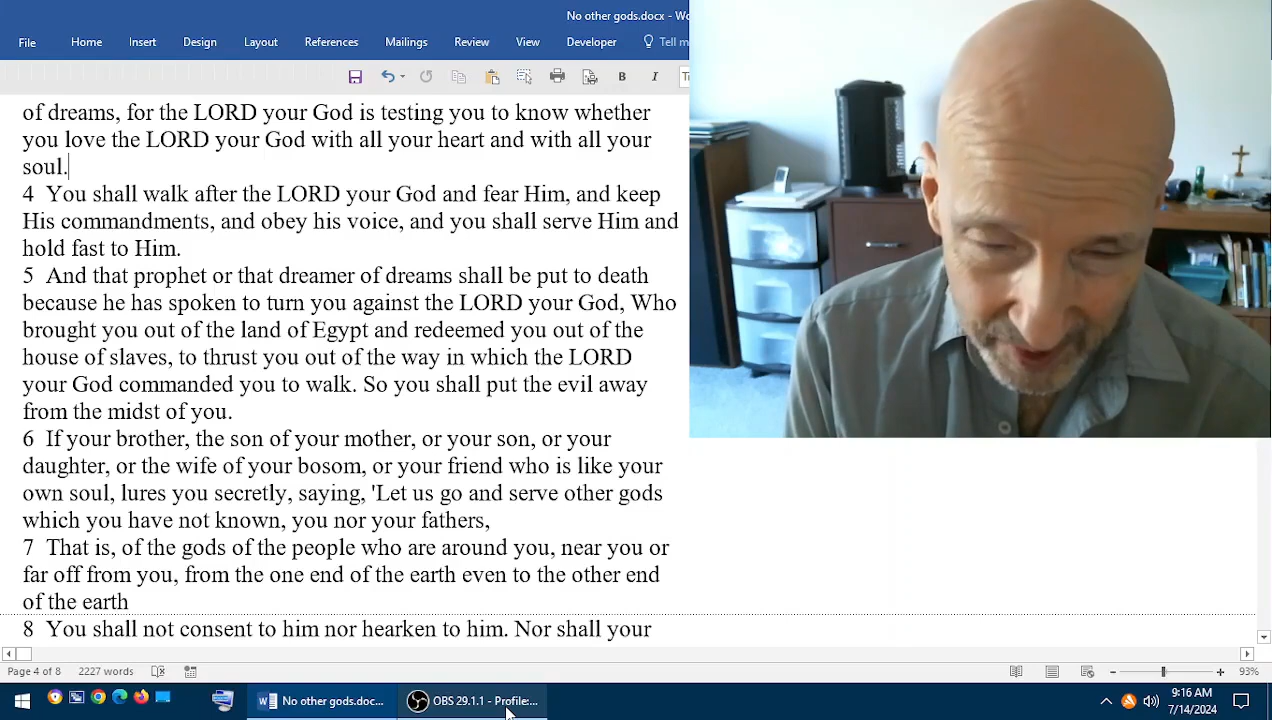 No other gods.docx - Wo
File Home Insert Design Layout References Mailings Review View Developer Tell m
B I
of dreams, for the LORD your God is testing you to know whether
you love the LORD your God with all your heart and with all your
soul.
4 You shall walk after the LORD your God and fear Him, and keep
His commandments, and obey his voice, and you shall serve Him and
hold fast to Him.
5 And that prophet or that dreamer of dreams shall be put to death
because he has spoken to turn you against the LORD your God, Who
brought you out of the land of Egypt and redeemed you out of the
house of slaves, to thrust you out of the way in which the LORD
your God commanded you to walk. So you shall put the evil away
from the midst of you.
6 If your brother, the son of your mother, or your son, or your
daughter, or the wife of your bosom, or your friend who is like your
own soul, lures you secretly, saying, 'Let us go and serve other gods
which you have not known, you nor your fathers,
7 That is, of the gods of the people who are around you, near you or
far off from you, from the one end of the earth even to the other end
of the earth
8 You shall not consent to him nor hearken to him. Nor shall your
Page 4 of 8 2227 words 93%
No other gods.doc... OBS 29.1.1 - Profile:... 9:16 AM
7/14/2024